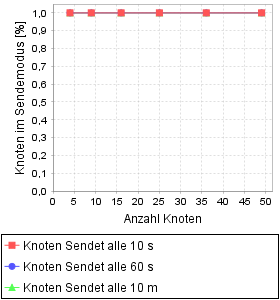 Knoten im Sendemodus [%]
1,0
0,9
0,8
0,7
0,6
0,5
0,4
0,3
0,2
0,1
0,0
0 5 10 15 20 25 30 35 40 45 50
Anzahl Knoten
Knoten Sendet alle 10 s
Knoten Sendet alle 60 s
Knoten Sendet alle 10 m